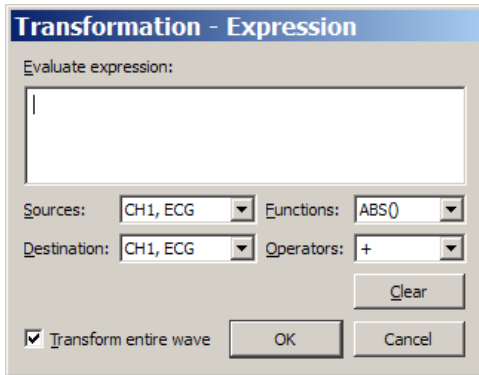 Transformation - Expression
Evaluate expression:
Sources: CH1, ECG Functions: ABS()
Destination: CH1, ECG Operators: +
Clear
Transform entire wave OK Cancel